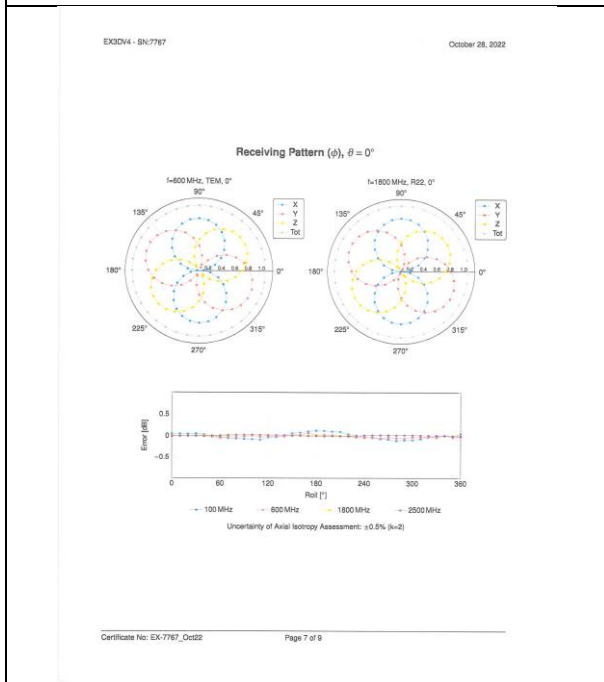 EX3DV4 - SN:7767
October 28, 2022
Receiving Pattern (ϕ), ϑ = 0°
f=600 MHz, TEM, 0°
90°
135°
45°
180°
0.4 0.6 0.8 1.0
0°
225°
315°
270°
X
Y
Z
Tot
f=1800 MHz, R22, 0°
90°
135°
45°
180°
0.4 0.6 0.8 1.0
0°
225°
315°
270°
X
Y
Z
Tot
Error [dB]
0.5
0
−0.5
0 60 120 180 240 300 360
Roll [°]
100 MHz 600 MHz 1800 MHz 2500 MHz
Uncertainty of Axial Isotropy Assessment: ±0.5% (k=2)
Certificate No: EX-7767_Oct22
Page 7 of 9